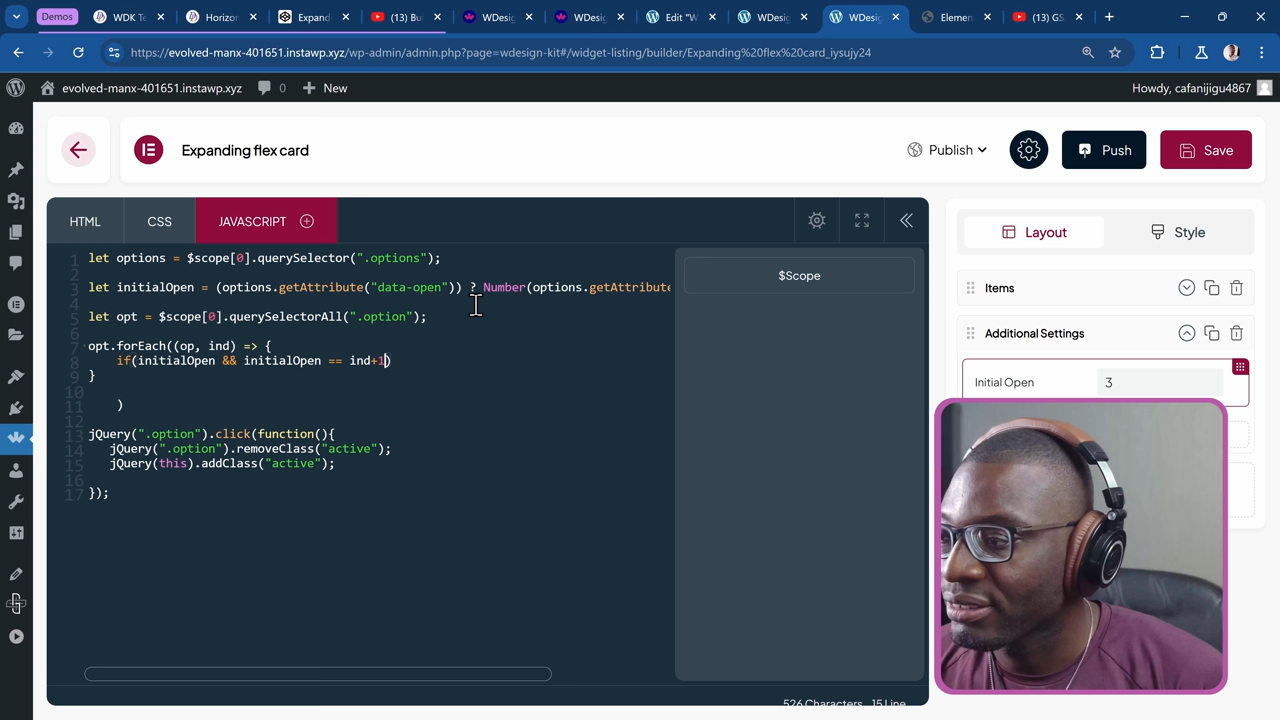 Demos
WDK Te
Horizor
Expand
(13) Bu
WDesig
WDesig
Edit "W
WDesig
WDesig
Elemen
(13) GS
https://evolved-manx-401651.instawp.xyz/wp-admin/admin.php?page=wdesign-kit#/widget-listing/builder/Expanding%20flex%20card_iysujy24
evolved-manx-401651.instawp.xyz
0
New
Howdy, cafanijigu4867
Expanding flex card
Publish
Push
Save
HTML
CSS
JAVASCRIPT
Layout
Style
1 let options = $scope[0].querySelector(".options");
2
3 let initialOpen = (options.getAttribute("data-open")) ? Number(options.getAttribute
4
5 let opt = $scope[0].querySelectorAll(".option");
6
7 opt.forEach((op, ind) => {
8 if(initialOpen && initialOpen == ind+1)
9 }
10
11 )
12
13 jQuery(".option").click(function(){
14 jQuery(".option").removeClass("active");
15 jQuery(this).addClass("active");
17 });
$Scope
Items
Additional Settings
Initial Open
3
526 Characters, 15 Line